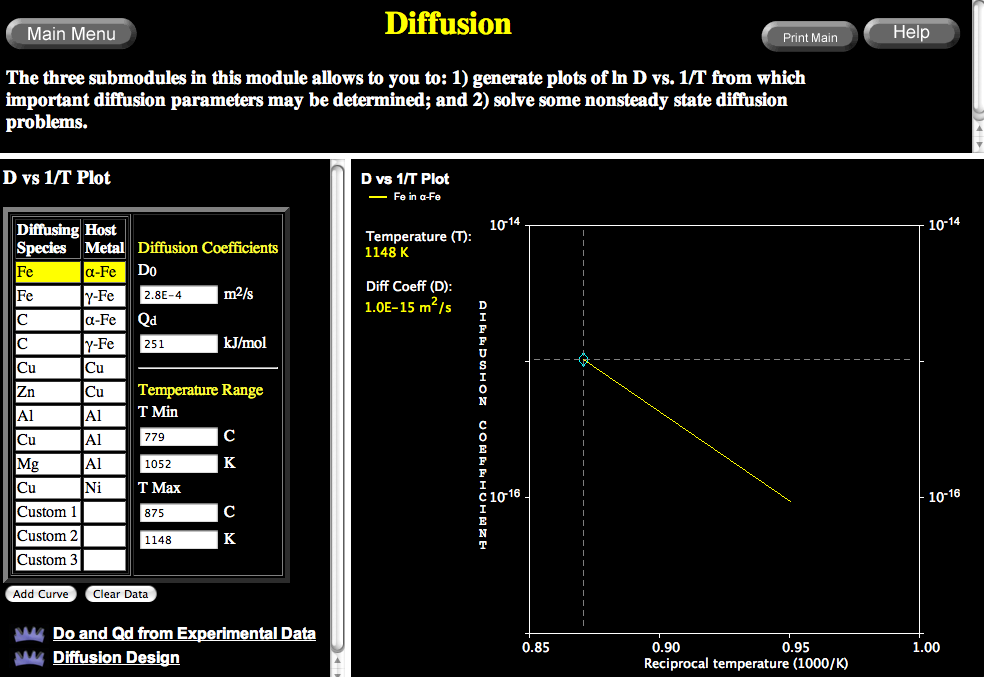 Diffusion
Main Menu
Print Main
Help
The three submodules in this module allows to you to: 1) generate plots of ln D vs. 1/T from which
important diffusion parameters may be determined; and 2) solve some nonsteady state diffusion
problems.
D vs 1/T Plot
Diffusing Host
Species Metal
Fe α-Fe
Fe γ-Fe
C α-Fe
C γ-Fe
Cu Cu
Zn Cu
Al Al
Cu Al
Mg Al
Cu Ni
Custom 1
Custom 2
Custom 3
Diffusion Coefficients
D0
2.8E-4 m²/s
Qd
251 kJ/mol
Temperature Range
T Min
779 C
1052 K
T Max
875 C
1148 K
Add Curve Clear Data
Do and Qd from Experimental Data
Diffusion Design
D vs 1/T Plot
Fe in α-Fe
Temperature (T):
1148 K
Diff Coeff (D):
1.0E-15 m²/s
DIFFUSION COEFFICIENT
10⁻¹⁴ 10⁻¹⁴
10⁻¹⁶ 10⁻¹⁶
0.85 0.90 0.95 1.00
Reciprocal temperature (1000/K)